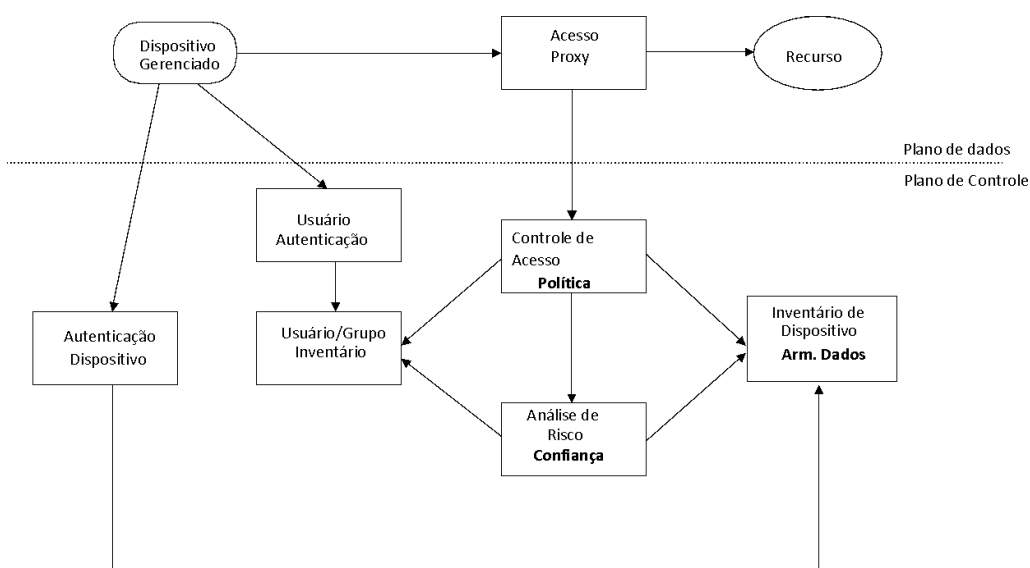 Dispositivo
Gerenciado
Acesso
Proxy
Recurso
Plano de dados
Plano de Controle
Usuário
Autenticação
Controle de
Acesso
Política
Autenticação
Dispositivo
Usuário/Grupo
Inventário
Inventário de
Dispositivo
Arm. Dados
Análise de
Risco
Confiança